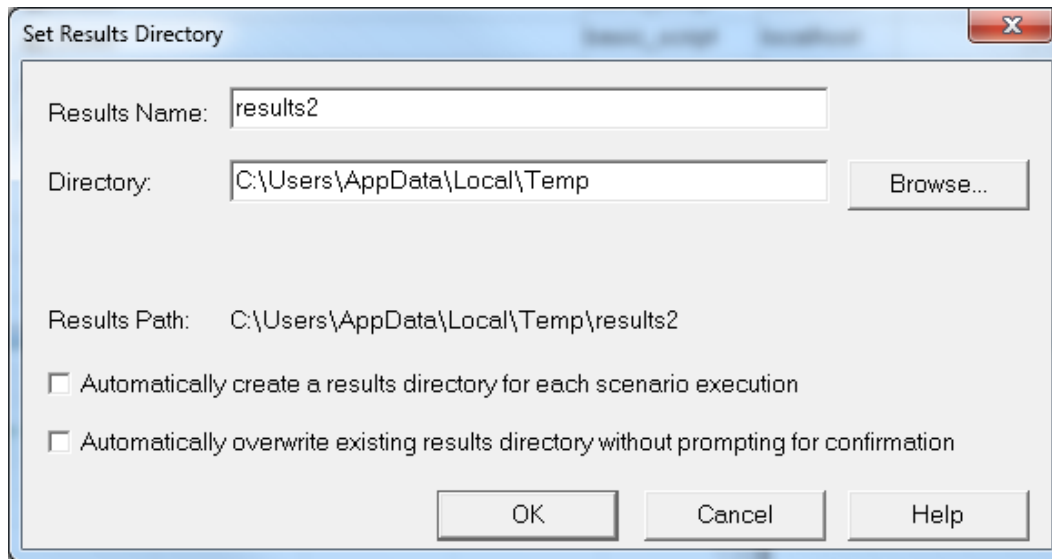 Set Results Directory
Results Name: results2
Directory: C:\Users\AppData\Local\Temp Browse...
Results Path: C:\Users\AppData\Local\Temp\results2
Automatically create a results directory for each scenario execution
Automatically overwrite existing results directory without prompting for confirmation
OK Cancel Help